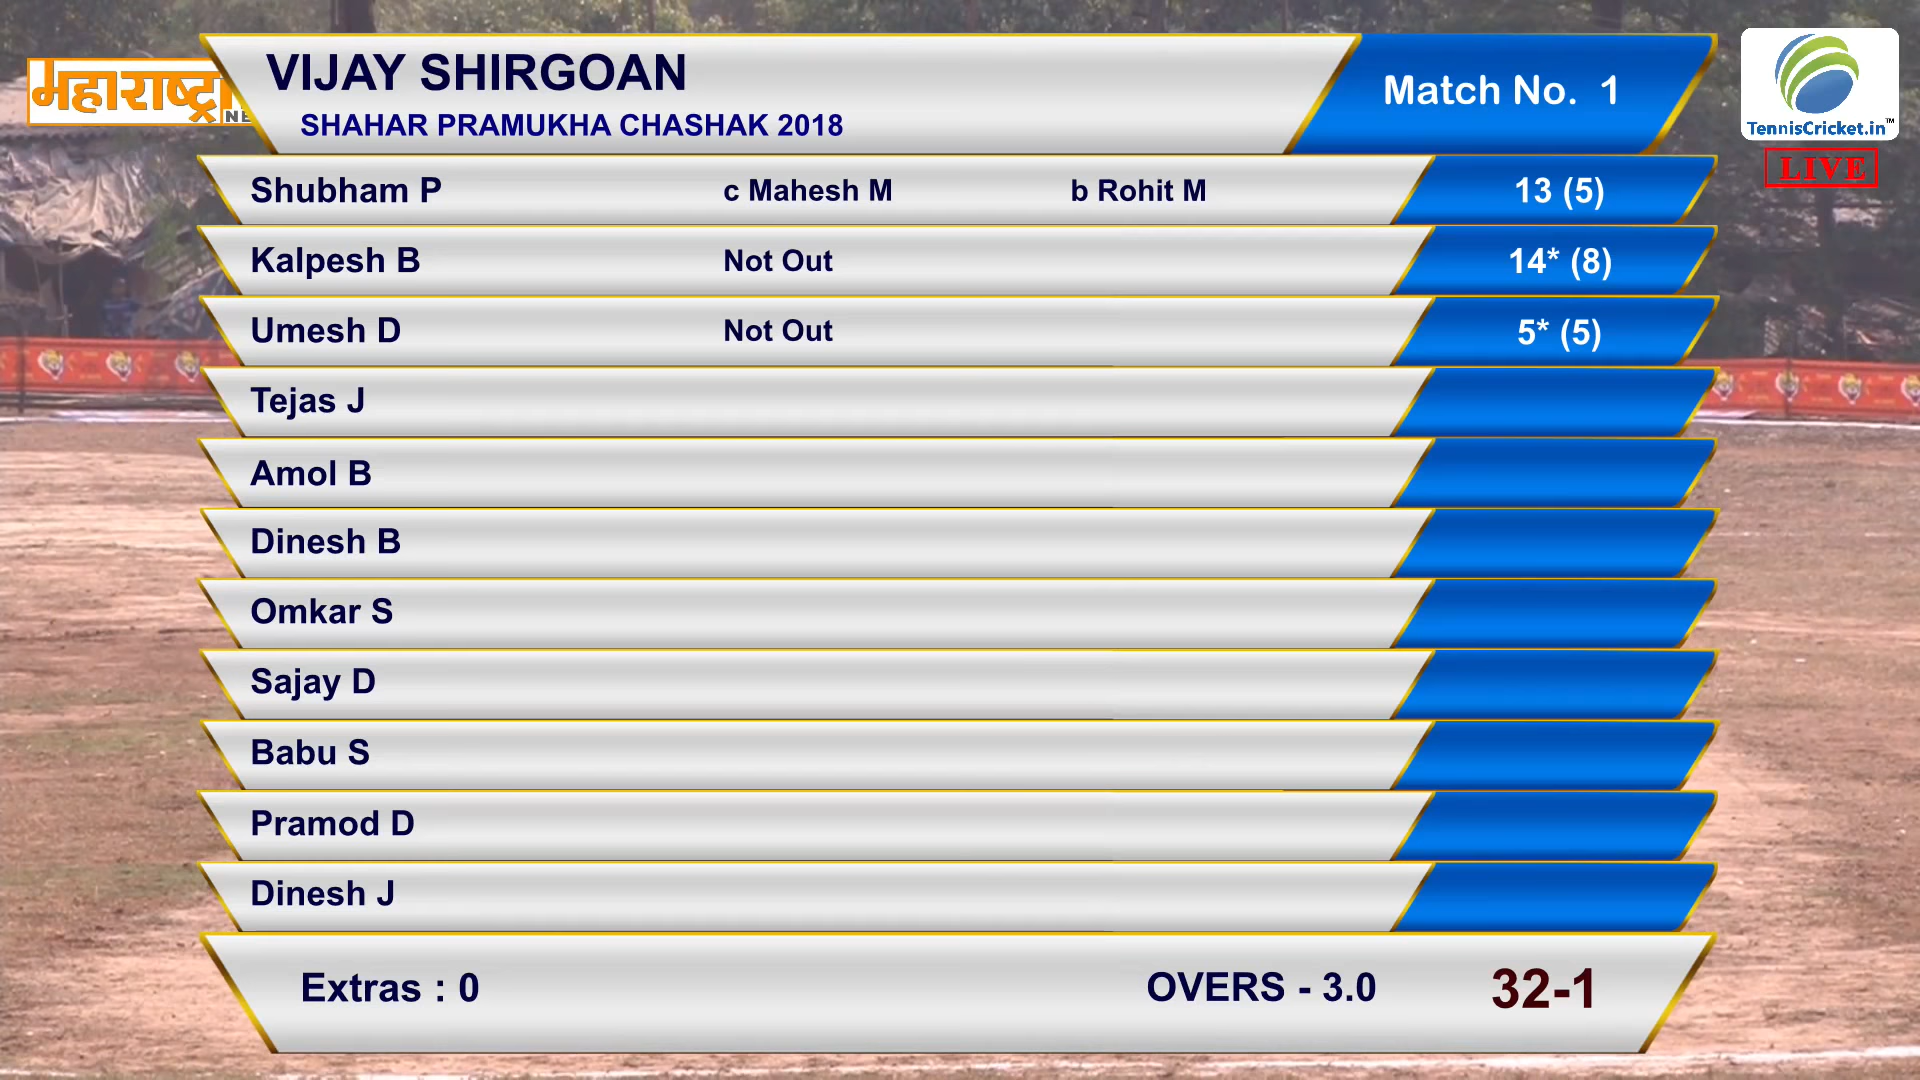 महाराष्ट्रा
VIJAY SHIRGOAN
SHAHAR PRAMUKHA CHASHAK 2018
Match No. 1
TennisCricket.in™
LIVE
Shubham P c Mahesh M b Rohit M 13 (5)
Kalpesh B Not Out 14* (8)
Umesh D Not Out 5* (5)
Tejas J
Amol B
Dinesh B
Omkar S
Sajay D
Babu S
Pramod D
Dinesh J
Extras : 0 OVERS - 3.0 32-1